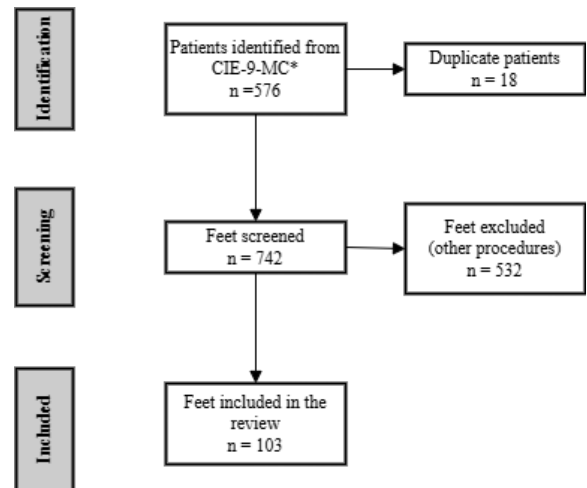 Identification
Patients identified from
CIE-9-MC*
n =576
Duplicate patients
n = 18
Screening
Feet screened
n = 742
Feet excluded
(other procedures)
n = 532
Included
Feet included in the
review
n = 103